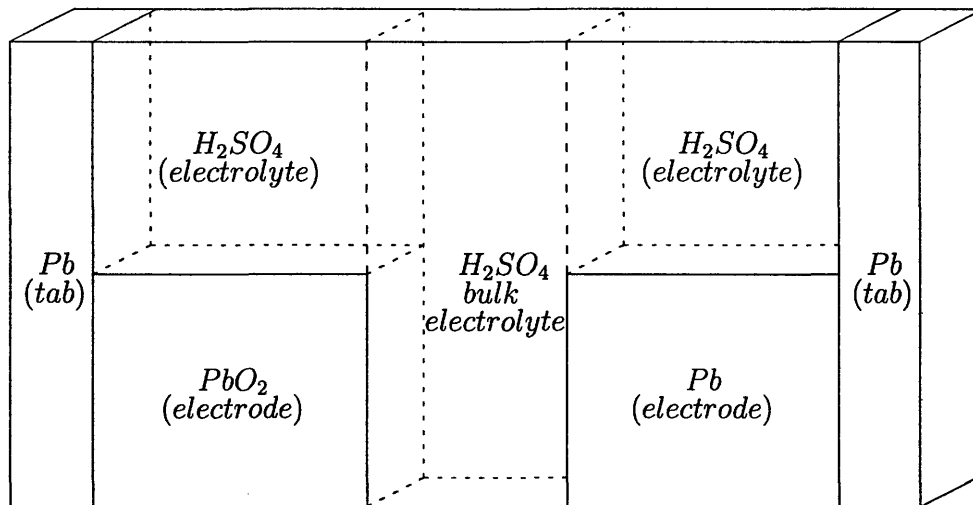 H₂SO₄
(electrolyte)
H₂SO₄
(electrolyte)
Pb
(tab)
H₂SO₄
bulk
electrolyte
Pb
(tab)
PbO₂
(electrode)
Pb
(electrode)